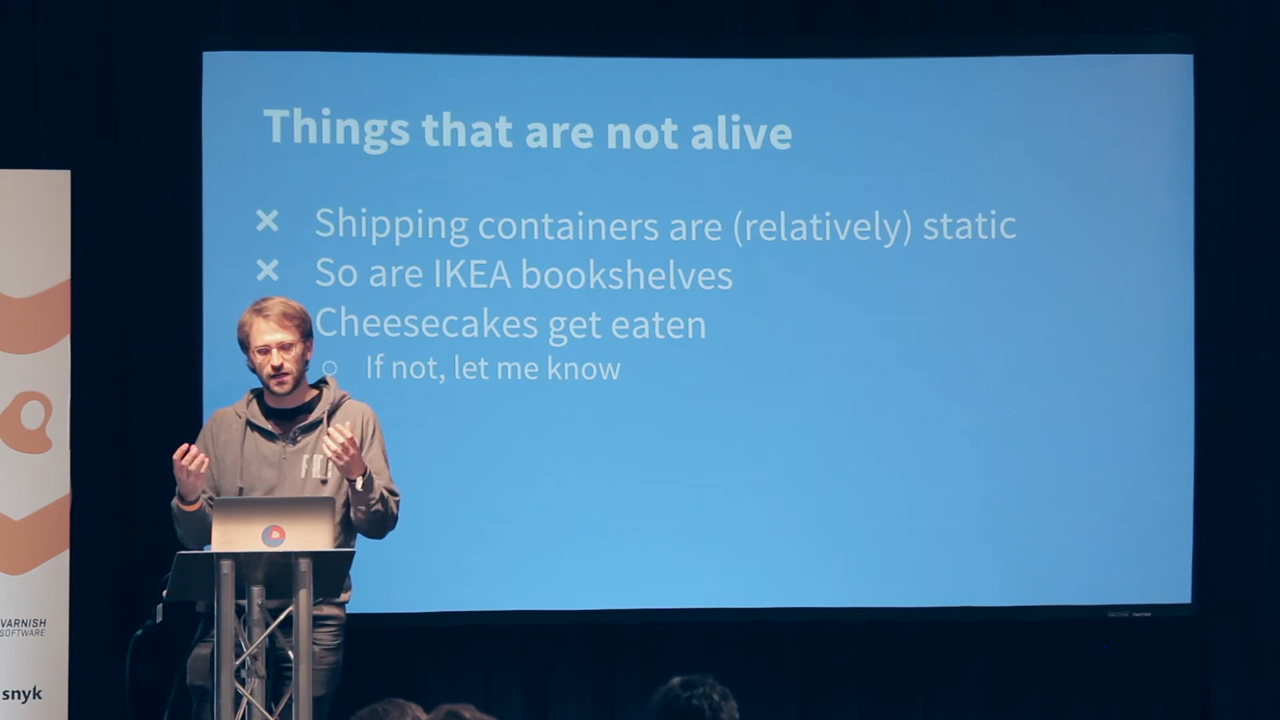 Things that are not alive
× Shipping containers are (relatively) static
× So are IKEA bookshelves
Cheesecakes get eaten
○ If not, let me know
VARNISH
SOFTWARE
snyk